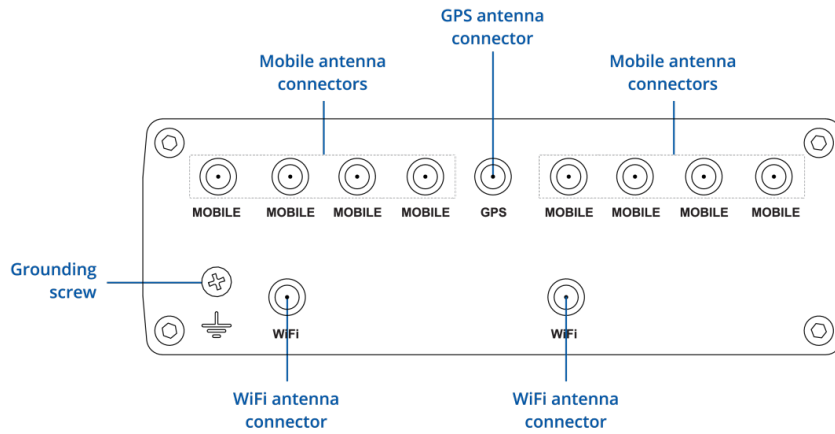 GPS antenna
connector
Mobile antenna
connectors
Mobile antenna
connectors
MOBILE MOBILE MOBILE MOBILE GPS MOBILE MOBILE MOBILE MOBILE
Grounding
screw
WiFi WiFi
WiFi antenna
connector
WiFi antenna
connector